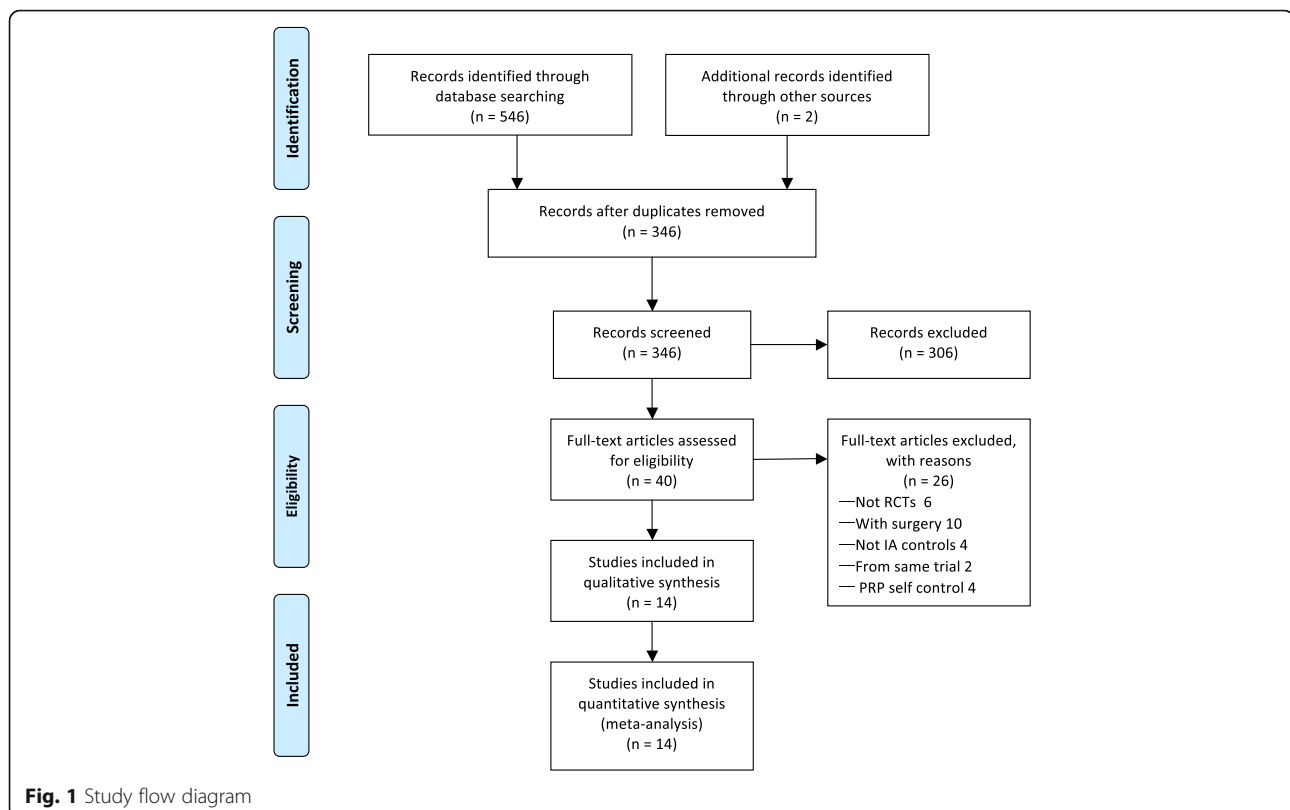 Identification
Records identified through
database searching
(n = 546)
Additional records identified
through other sources
(n = 2)
Records after duplicates removed
(n = 346)
Screening
Records screened
(n = 346)
Records excluded
(n = 306)
Eligibility
Full-text articles assessed
for eligibility
(n = 40)
Full-text articles excluded,
with reasons
(n = 26)
—Not RCTs 6
—With surgery 10
—Not IA controls 4
—From same trial 2
PRP self control 4
Studies included in
qualitative synthesis
(n = 14)
Included
Studies included in
quantitative synthesis
(meta-analysis)
(n = 14)
Fig. 1 Study flow diagram